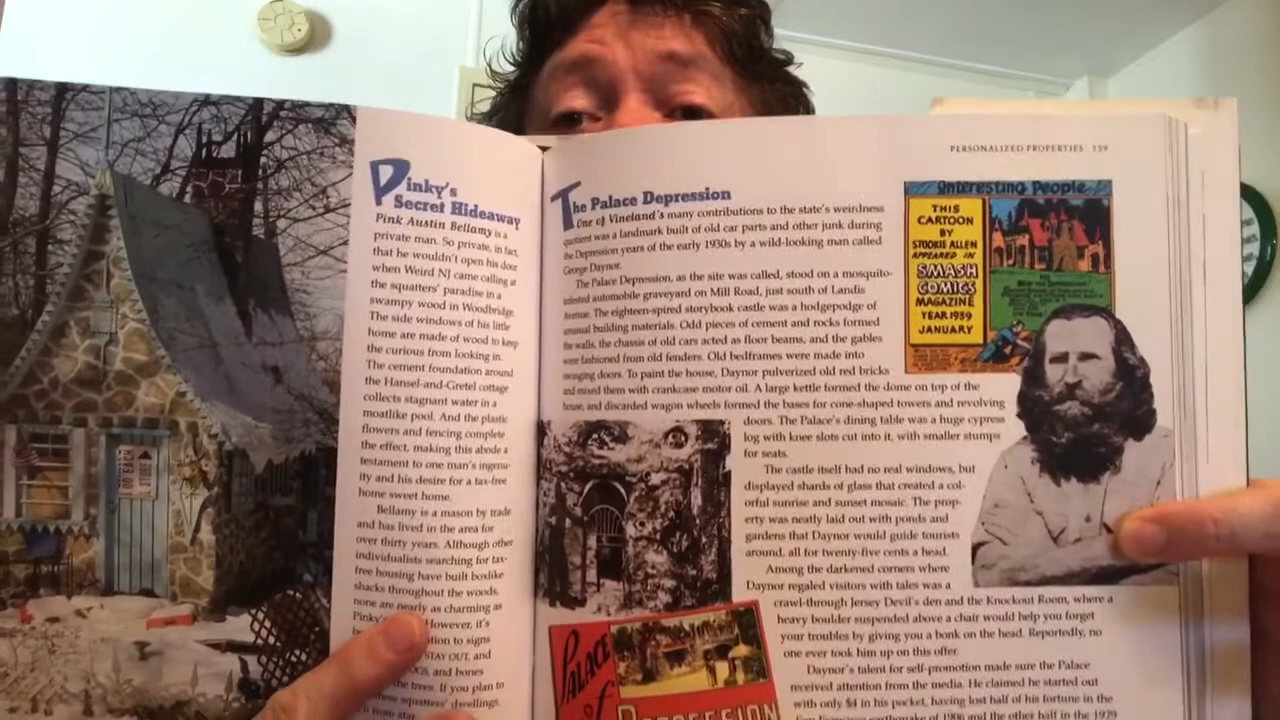 Pinky's
Secret Hideaway
Pink Austin Bellamy is a
private man. So private, in fact,
that he wouldn't open his door
when Weird NJ came calling at
the squatters' paradise in a
swampy wood in Woodbridge.
The side windows of his little
home are made of wood to keep
the curious from looking in.
The cement foundation around
the Hansel-and-Gretel cottage
collects stagnant water in a
moatlike pool. And the plastic
flowers and fencing complete
the effect, making this abode a
testament to one man's ingenu-
ity and his desire for a tax-free
home sweet home.
Bellamy is a mason by trade
and has lived in the area for
over thirty years. Although other
individualists searching for tax-
free housing have built boxlike
shacks throughout the woods,
none are nearly as charming as
Pinky's However, it's
tion to signs
STAY OUT, and
and bones
the trees. If you plan to
squatters' dwellings,
PERSONALIZED PROPERTIES 139
The Palace Depression
One of Vineland's many contributions to the state's weirdness
quotient was a landmark built of old car parts and other junk during
the Depression years of the early 1930s by a wild-looking man called
George Daynor.
The Palace Depression, as the site was called, stood on a mosquito-
infested automobile graveyard on Mill Road, just south of Landis
Avenue. The eighteen-spired storybook castle was a hodgepodge of
unusual building materials. Odd pieces of cement and rocks formed
the walls, the chassis of old cars acted as floor beams, and the gables
were fashioned from old fenders. Old bedframes were made into
swinging doors. To paint the house, Daynor pulverized old red bricks
and mixed them with crankcase motor oil. A large kettle formed the dome on top of the
house, and discarded wagon wheels formed the bases for cone-shaped towers and revolving
doors. The Palace's dining table was a huge cypress
log with knee slots cut into it, with smaller stumps
for seats.
The castle itself had no real windows, but
displayed shards of glass that created a col-
orful sunrise and sunset mosaic. The prop-
erty was neatly laid out with ponds and
gardens that Daynor would guide tourists
around, all for twenty-five cents a head.
Among the darkened corners where
Daynor regaled visitors with tales was a
crawl-through Jersey Devil's den and the Knockout Room, where a
heavy boulder suspended above a chair would help you forget
your troubles by giving you a bonk on the head. Reportedly, no
one ever took him up on this offer.
Daynor's talent for self-promotion made sure the Palace
received attention from the media. He claimed he started out
with only $4 in his pocket, having lost half of his fortune in the
San Francisco earthquake of 1906 and the other half in the 1929
Interesting People
THIS
CARTOON
BY
STOOKIE ALLEN
APPEARED IN
SMASH
COMICS
MAGAZINE
YEAR 1939
JANUARY
PALACE
of
DEPRESSION